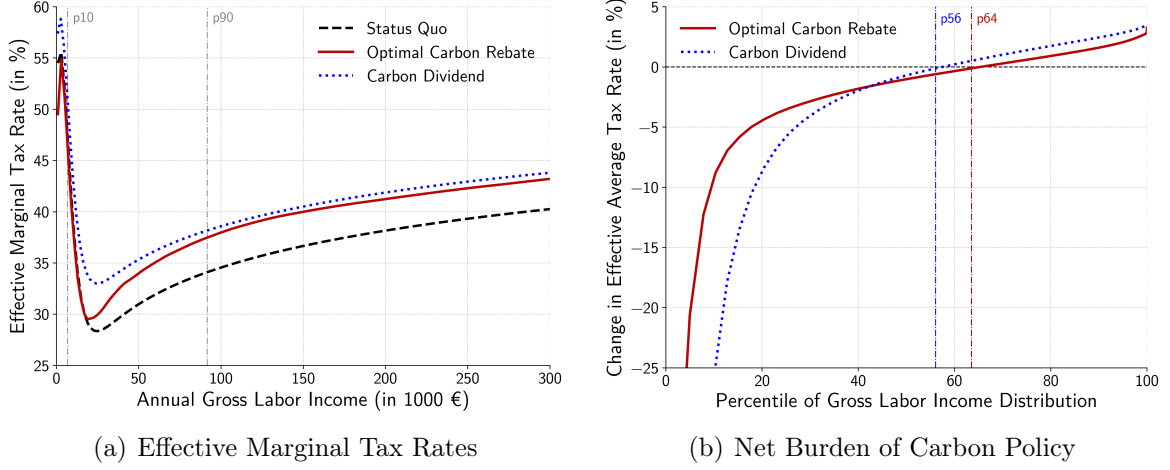 60
55
50
45
40
35
30
25
0
50
100
150
200
250
300
p10
p90
Status Quo
Optimal Carbon Rebate
Carbon Dividend
Effective Marginal Tax Rate (in %)
Annual Gross Labor Income (in 1000 €)
(a) Effective Marginal Tax Rates
5
0
−5
−10
−15
−20
−25
0
20
40
60
80
100
p56
p64
Optimal Carbon Rebate
Carbon Dividend
Change in Effective Average Tax Rate (in %)
Percentile of Gross Labor Income Distribution
(b) Net Burden of Carbon Policy